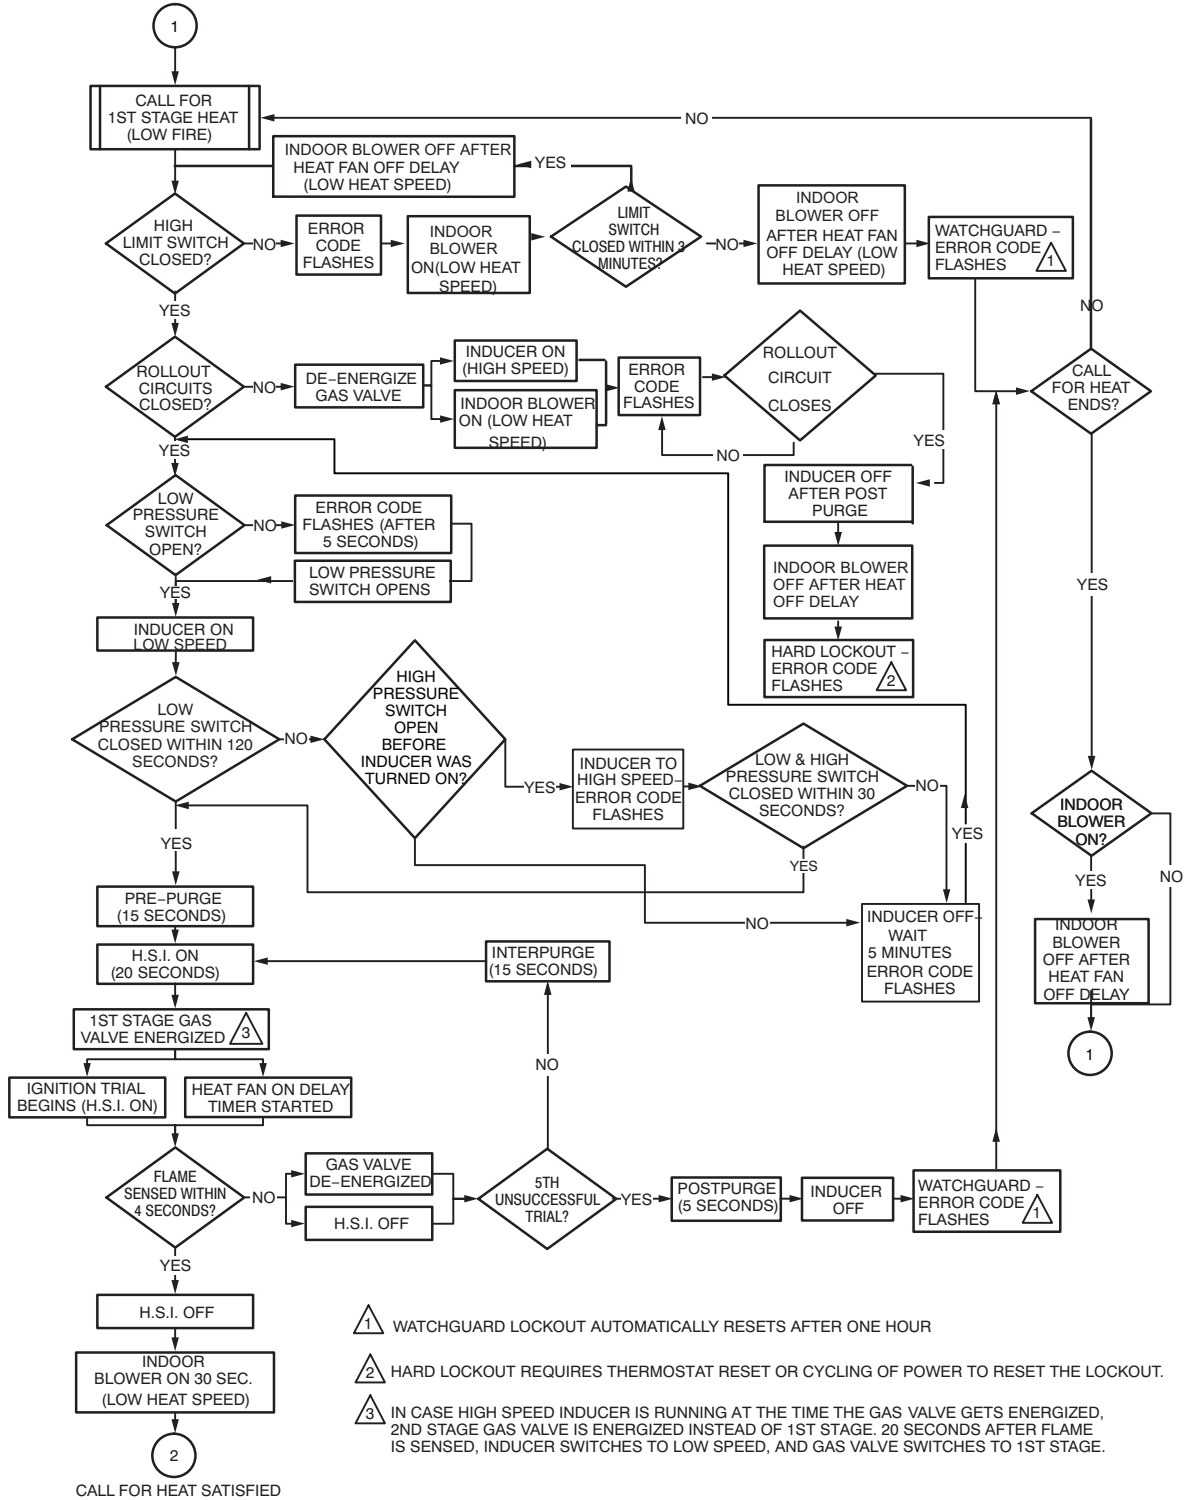 1
CALL FOR
1ST STAGE HEAT
(LOW FIRE)
NO
INDOOR BLOWER OFF AFTER
HEAT FAN OFF DELAY
(LOW HEAT SPEED)
YES
HIGH
LIMIT SWITCH
CLOSED?
NO
ERROR
CODE
FLASHES
INDOOR
BLOWER
ON(LOW HEAT
SPEED)
LIMIT
SWITCH
CLOSED WITHIN 3
MINUTES?
NO
INDOOR
BLOWER OFF
AFTER HEAT FAN
OFF DELAY (LOW
HEAT SPEED)
WATCHGUARD –
ERROR CODE
FLASHES
1
NO
YES
ROLLOUT
CIRCUITS
CLOSED?
NO
DE–ENERGIZE
GAS VALVE
INDUCER ON
(HIGH SPEED)
INDOOR BLOWER
ON (LOW HEAT
SPEED)
ERROR
CODE
FLASHES
ROLLOUT
CIRCUIT
CLOSES
NO
YES
CALL
FOR HEAT
ENDS?
YES
LOW
PRESSURE
SWITCH
OPEN?
NO
ERROR CODE
FLASHES (AFTER
5 SECONDS)
LOW PRESSURE
SWITCH OPENS
INDUCER OFF
AFTER POST
PURGE
INDOOR BLOWER
OFF AFTER HEAT
OFF DELAY
HARD LOCKOUT –
ERROR CODE
FLASHES
2
YES
YES
INDUCER ON
LOW SPEED
LOW
PRESSURE SWITCH
CLOSED WITHIN 120
SECONDS?
NO
HIGH
PRESSURE
SWITCH
OPEN
BEFORE
INDUCER WAS
TURNED ON?
YES
INDUCER TO
HIGH SPEED–
ERROR CODE
FLASHES
LOW & HIGH
PRESSURE SWITCH
CLOSED WITHIN 30
SECONDS?
NO
YES
INDOOR
BLOWER
ON?
YES
YES
YES
NO
PRE–PURGE
(15 SECONDS)
NO
INDUCER OFF–
WAIT
5 MINUTES
ERROR CODE
FLASHES
INDOOR
BLOWER
OFF AFTER
HEAT FAN
OFF DELAY
H.S.I. ON
(20 SECONDS)
INTERPURGE
(15 SECONDS)
1ST STAGE GAS
VALVE ENERGIZED
3
NO
1
IGNITION TRIAL
BEGINS (H.S.I. ON)
HEAT FAN ON DELAY
TIMER STARTED
FLAME
SENSED WITHIN
4 SECONDS?
NO
GAS VALVE
DE–ENERGIZED
H.S.I. OFF
5TH
UNSUCCESSFUL
TRIAL?
YES
POSTPURGE
(5 SECONDS)
INDUCER
OFF
WATCHGUARD –
ERROR CODE
FLASHES
1
YES
H.S.I. OFF
INDOOR
BLOWER ON 30 SEC.
(LOW HEAT SPEED)
2
CALL FOR HEAT SATISFIED
1 WATCHGUARD LOCKOUT AUTOMATICALLY RESETS AFTER ONE HOUR
2 HARD LOCKOUT REQUIRES THERMOSTAT RESET OR CYCLING OF POWER TO RESET THE LOCKOUT.
3 IN CASE HIGH SPEED INDUCER IS RUNNING AT THE TIME THE GAS VALVE GETS ENERGIZED,
2ND STAGE GAS VALVE IS ENERGIZED INSTEAD OF 1ST STAGE. 20 SECONDS AFTER FLAME
IS SENSED, INDUCER SWITCHES TO LOW SPEED, AND GAS VALVE SWITCHES TO 1ST STAGE.